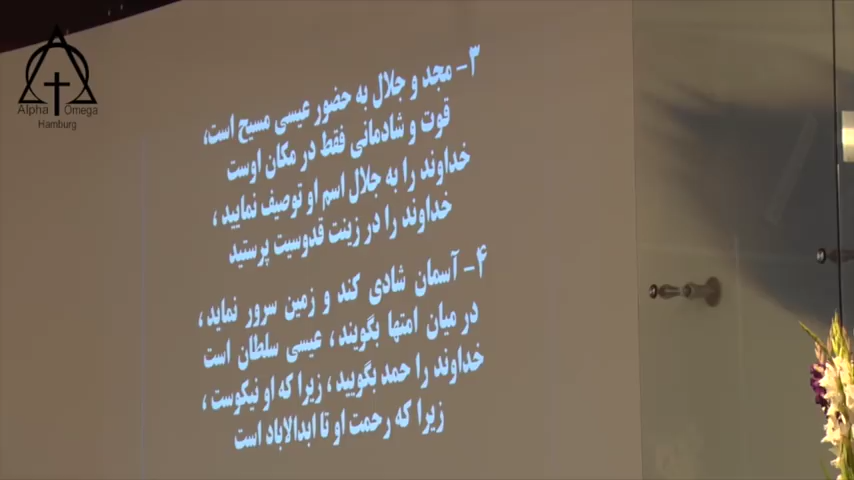 Alpha Omega
Hamburg
۳- مجد و جلال به حضور عیسی مسیح است،
قوت و شادمانی فقط در مکان اوست
خداوند را به جلال اسم او توصیف نمایید ،
خداوند را در زینت قدوسیت پرستید
۴- آسمان شادی کند و زمین سرور نماید ،
در میان امتها بگویند ، عیسی سلطان است
خداوند را حمد بگویید ، زیرا که او نیکوست ،
زیرا که رحمت او تا ابدالاباد است